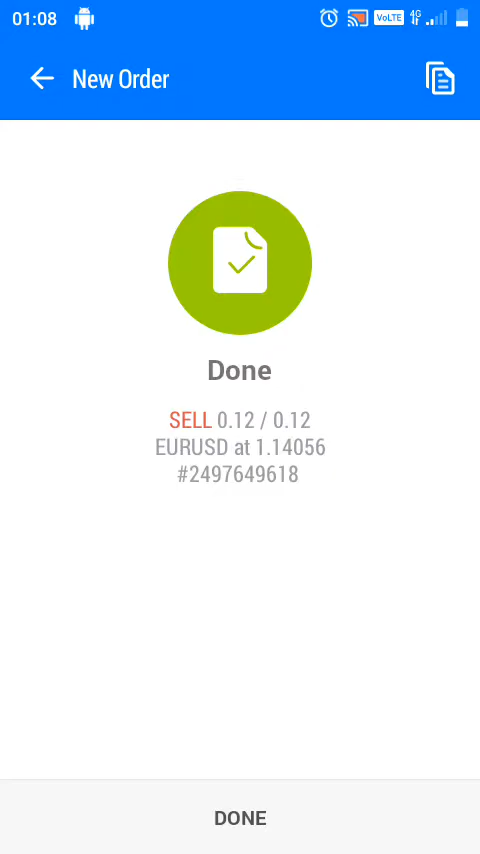 01:08
VoLTE
4G
New Order
Done
SELL 0.12 / 0.12
EURUSD at 1.14056
#2497649618
DONE